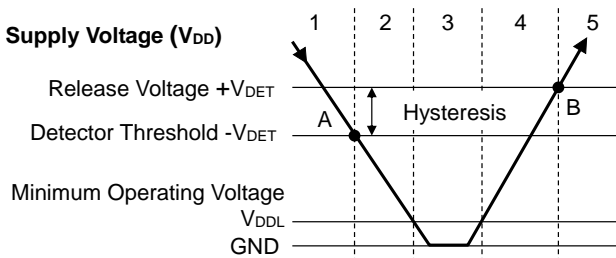 1 2 3 4 5
Supply Voltage (VDD)
Release Voltage +VDET
A Hysteresis B
Detector Threshold -VDET
Minimum Operating Voltage
VDDL
GND